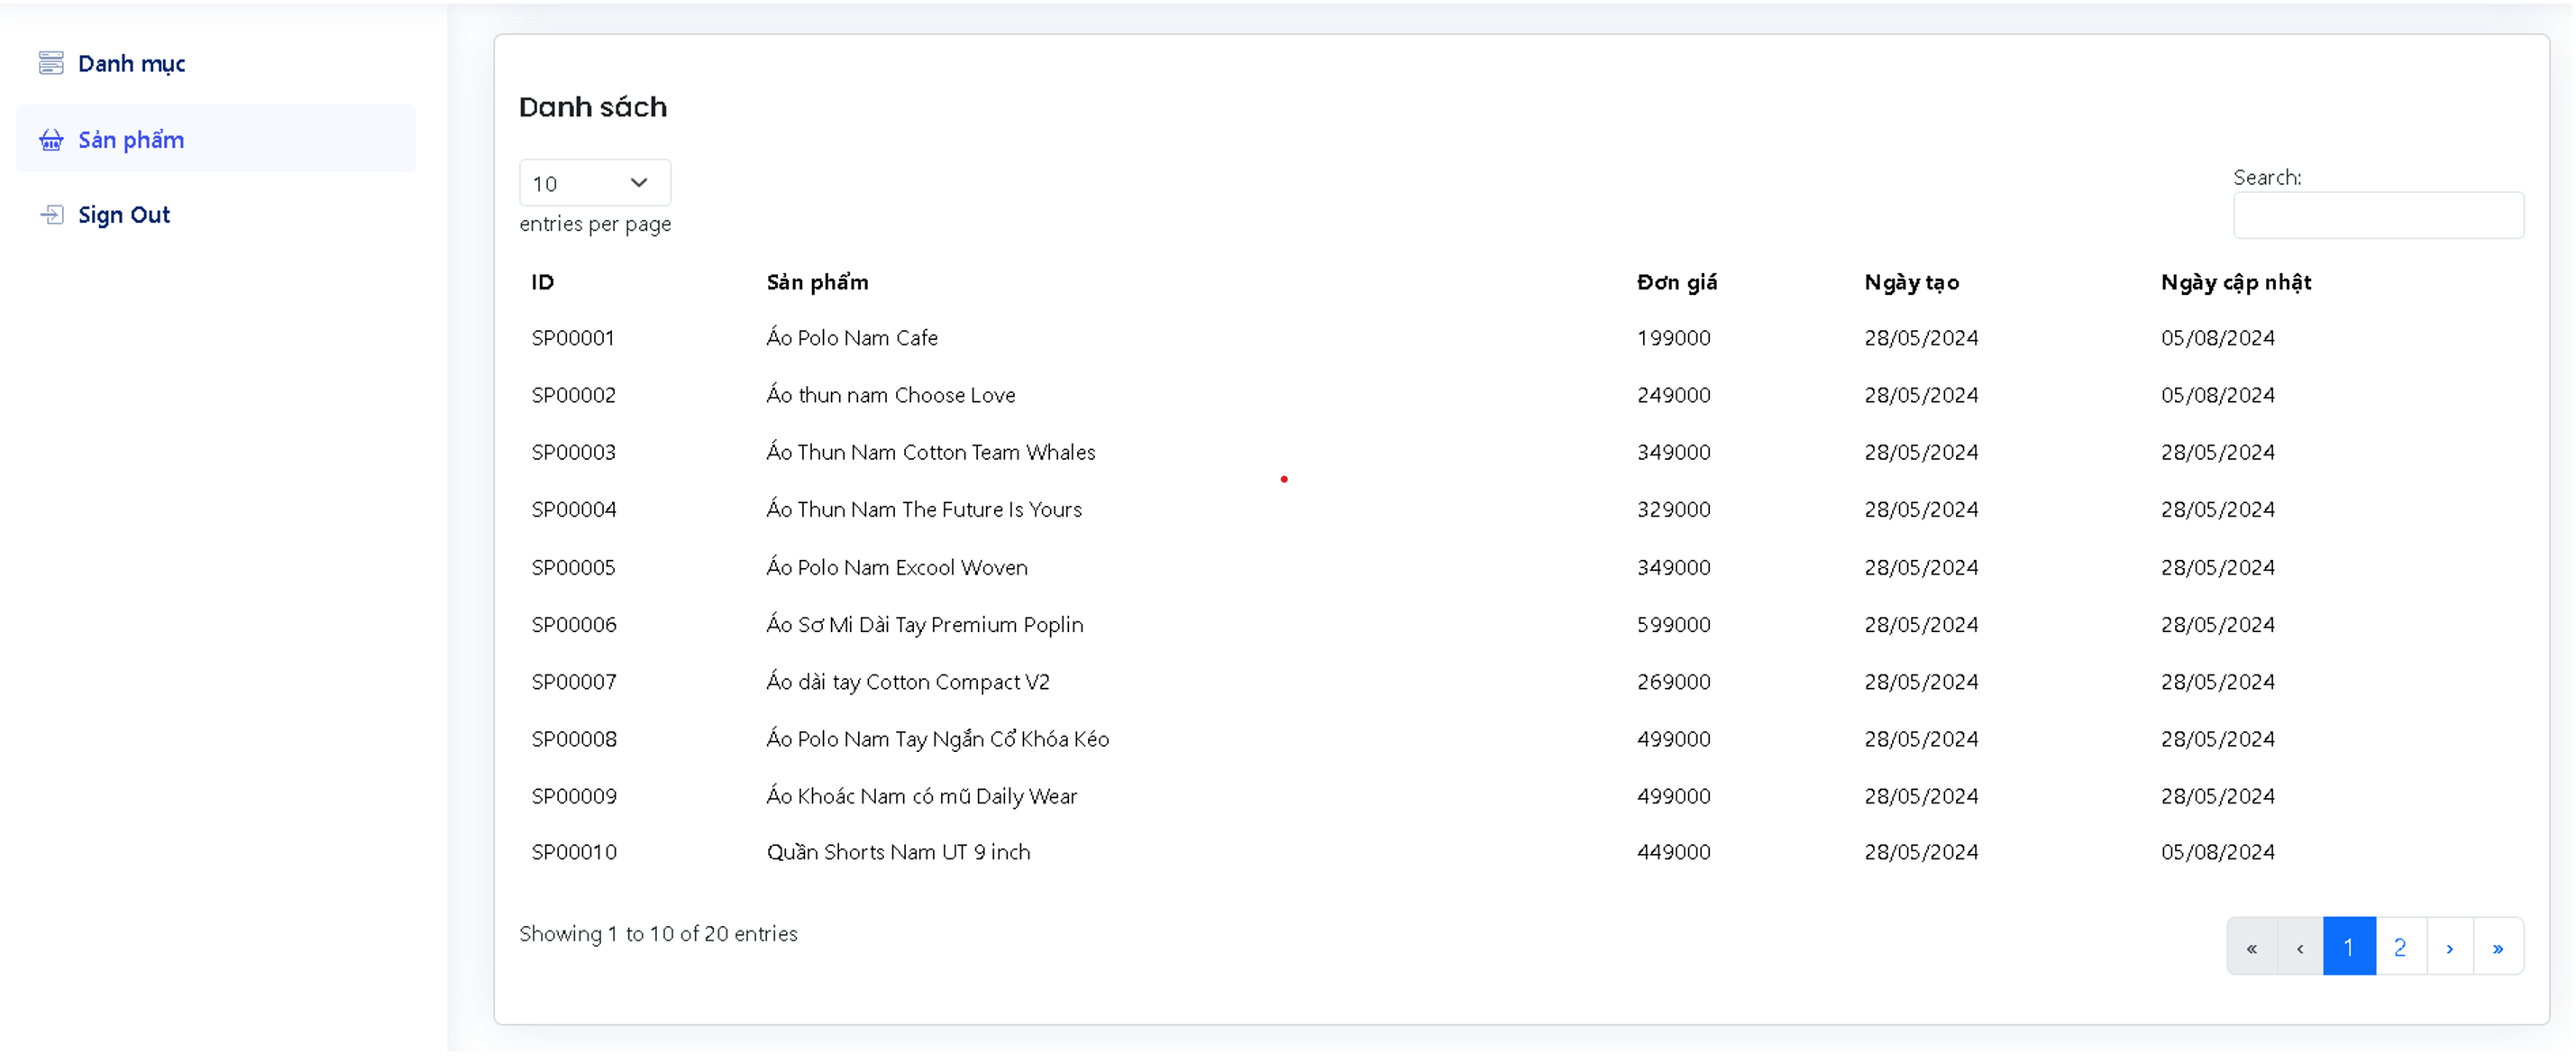 Danh mục
Sản phẩm
Sign Out
Danh sách
10
entries per page
Search:
ID Sản phẩm Đơn giá Ngày tạo Ngày cập nhật
SP00001 Áo Polo Nam Cafe 199000 28/05/2024 05/08/2024
SP00002 Áo thun nam Choose Love 249000 28/05/2024 05/08/2024
SP00003 Áo Thun Nam Cotton Team Whales 349000 28/05/2024 28/05/2024
SP00004 Áo Thun Nam The Future Is Yours 329000 28/05/2024 28/05/2024
SP00005 Áo Polo Nam Excool Woven 349000 28/05/2024 28/05/2024
SP00006 Áo Sơ Mi Dài Tay Premium Poplin 599000 28/05/2024 28/05/2024
SP00007 Áo dài tay Cotton Compact V2 269000 28/05/2024 28/05/2024
SP00008 Áo Polo Nam Tay Ngắn Cổ Khóa Kéo 499000 28/05/2024 28/05/2024
SP00009 Áo Khoác Nam có mũ Daily Wear 499000 28/05/2024 28/05/2024
SP00010 Quần Shorts Nam UT 9 inch 449000 28/05/2024 05/08/2024
Showing 1 to 10 of 20 entries
« ‹ 1 2 › »